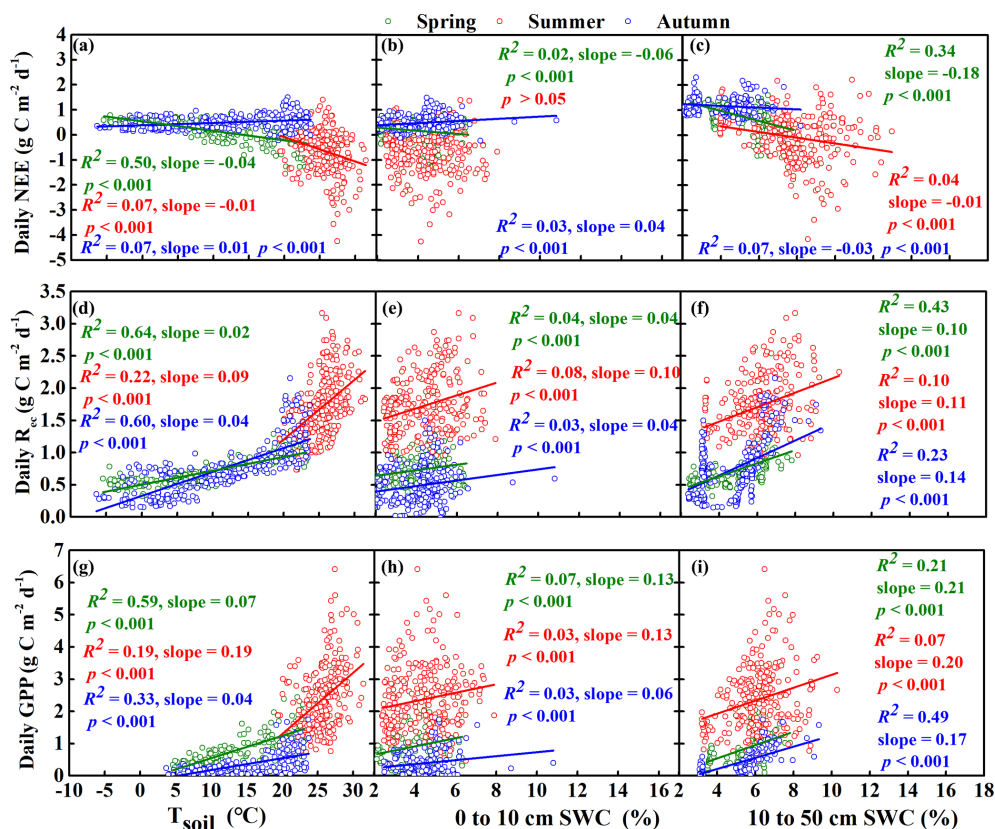 Spring Summer Autumn
(a) (b) (c)
4
3
2
1
0
-1
-2
-3
-4
-5
Daily NEE (g C m⁻² d⁻¹)
R² = 0.50, slope = -0.04
p < 0.001
R² = 0.07, slope = -0.01
p < 0.001
R² = 0.07, slope = 0.01 p < 0.001
R² = 0.02, slope = -0.06
p < 0.001
p > 0.05
R² = 0.03, slope = 0.04
p < 0.001
R² = 0.34
slope = -0.18
p < 0.001
R² = 0.04
slope = -0.01
p < 0.001
R² = 0.07, slope = -0.03 p < 0.001
(d) (e) (f)
3.5
3.0
2.5
2.0
1.5
1.0
0.5
0.0
Daily Rec (g C m⁻² d⁻¹)
R² = 0.64, slope = 0.02
p < 0.001
R² = 0.22, slope = 0.09
p < 0.001
R² = 0.60, slope = 0.04
p < 0.001
R² = 0.04, slope = 0.04
p < 0.001
R² = 0.08, slope = 0.10
p < 0.001
R² = 0.03, slope = 0.04
p < 0.001
R² = 0.43
slope = 0.10
p < 0.001
R² = 0.10
slope = 0.11
p < 0.001
R² = 0.23
slope = 0.14
p < 0.001
(g) (h) (i)
7
6
5
4
3
2
1
0
Daily GPP (g C m⁻² d⁻¹)
R² = 0.59, slope = 0.07
p < 0.001
R² = 0.19, slope = 0.19
p < 0.001
R² = 0.33, slope = 0.04
p < 0.001
R² = 0.07, slope = 0.13
p < 0.001
R² = 0.03, slope = 0.13
p < 0.001
R² = 0.03, slope = 0.06
p < 0.001
R² = 0.21
slope = 0.21
p < 0.001
R² = 0.07
slope = 0.20
p < 0.001
R² = 0.49
slope = 0.17
p < 0.001
-10 -5 0 5 10 15 20 25 30 2 4 6 8 10 12 14 16 2 4 6 8 10 12 14 16 18
Tsoil (°C) 0 to 10 cm SWC (%) 10 to 50 cm SWC (%)